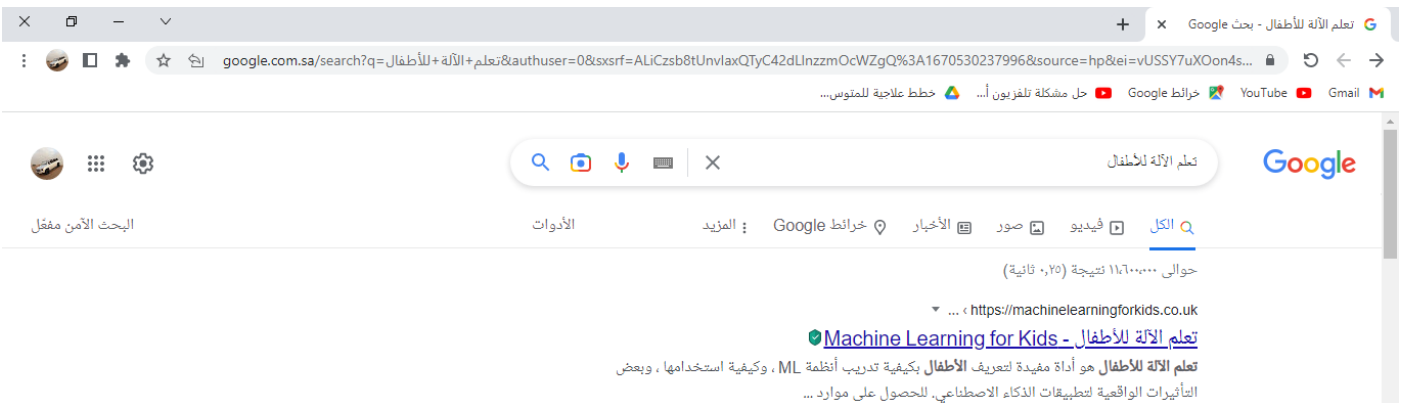 تعلم الآلة للأطفال - بحث Google
google.com.sa/search?q=تعلم+الآلة+للأطفال&authuser=0&sxsrf=ALiCzsb8tUnvlaxQTyC42dLlnzzmOcWZgQ%3A1670530237996&source=hp&ei=vUSSY7uXOon4s...
Gmail YouTube خرائط Google حل مشكلة تلفزيون أ... خطط علاجية للمتوس...
Google تعلم الآلة للأطفال
الكل فيديو صور الأخبار خرائط Google المزيد الأدوات البحث الآمن مفعّل
حوالى ١١٬٦٠٠٬٠٠٠ نتيجة (٠٫٢٥ ثانية)
https://machinelearningforkids.co.uk › ...
تعلم الآلة للأطفال - Machine Learning for Kids
تعلم الآلة للأطفال هو أداة مفيدة لتعريف الأطفال بكيفية تدريب أنظمة ML ، وكيفية استخدامها ، وبعض
التأثيرات الواقعية لتطبيقات الذكاء الاصطناعي. للحصول على موارد ...